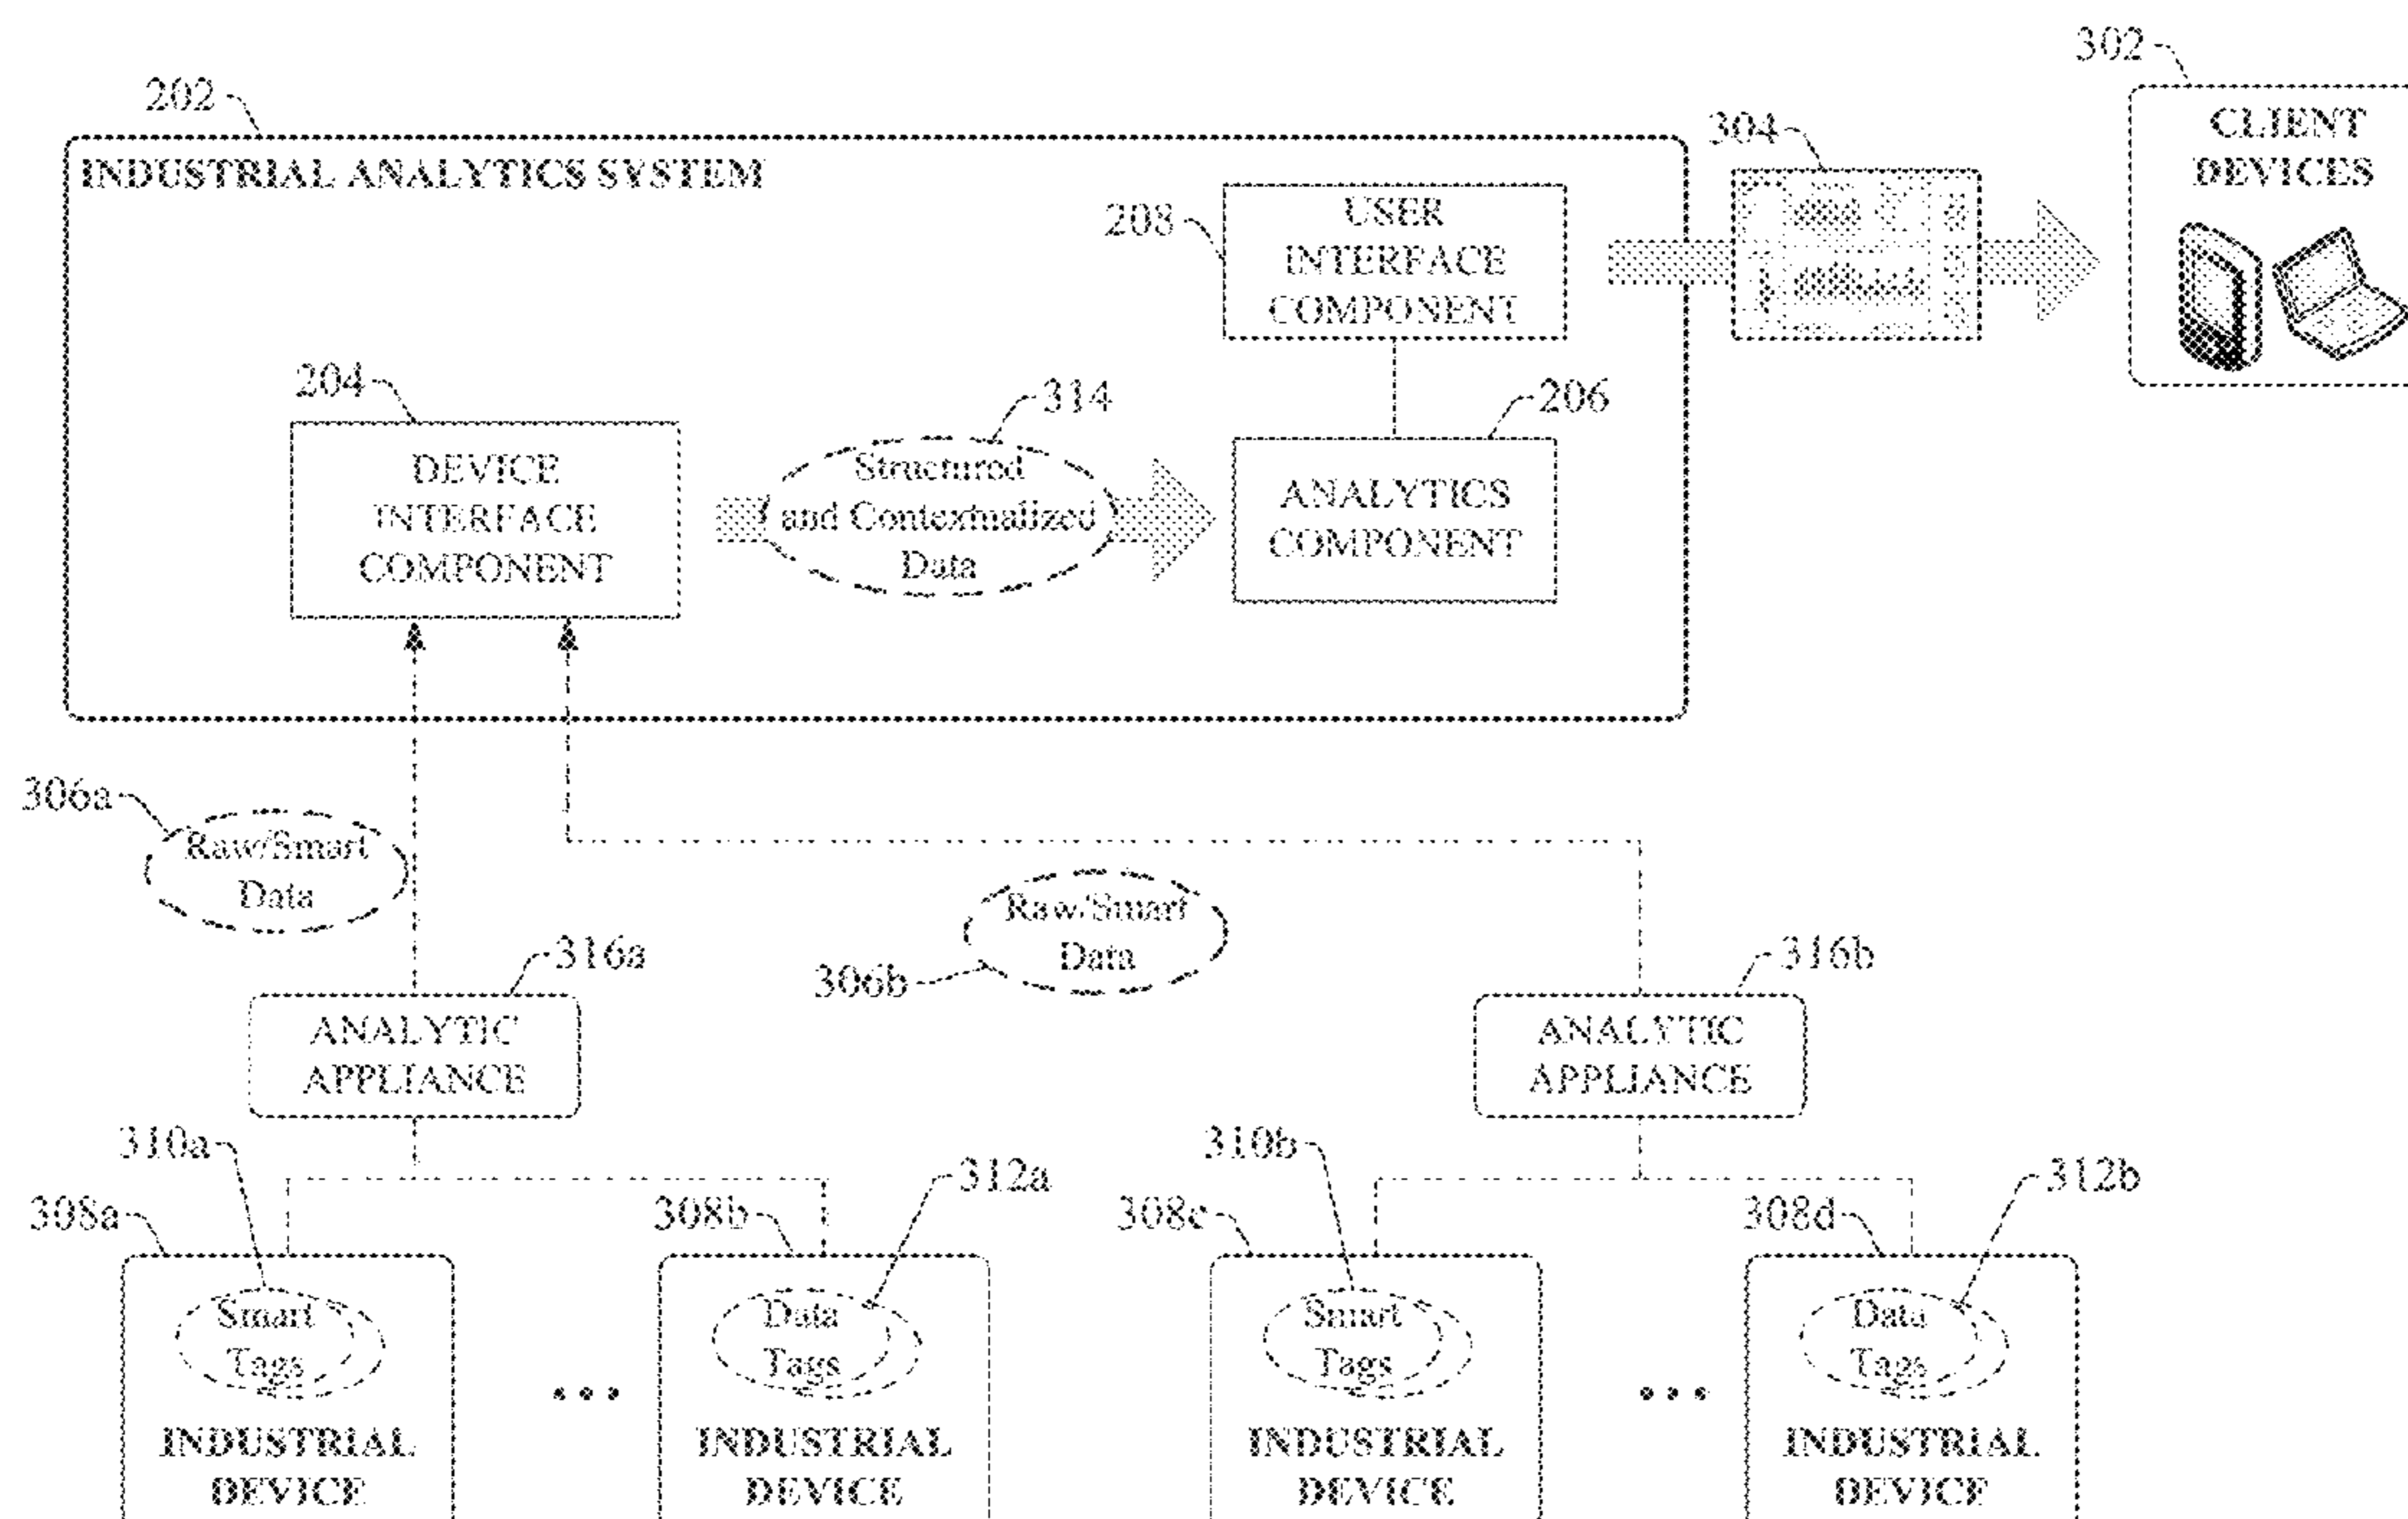 302
202
304
CLIENT
DEVICES
INDUSTRIAL ANALYTICS SYSTEM
208
USER
INTERFACE
COMPONENT
204
314
206
DEVICE
INTERFACE
COMPONENT
Structured
and Contextualized
Data
ANALYTICS
COMPONENT
306a
Raw/Smart
Data
Raw/Smart
Data
306b
316a
316b
ANALYTIC
APPLIANCE
ANALYTIC
APPLIANCE
310a
312a
310b
312b
308a
308b
308c
308d
Smart
Tags
Data
Tags
Smart
Tags
Data
Tags
...
...
INDUSTRIAL
DEVICE
INDUSTRIAL
DEVICE
INDUSTRIAL
DEVICE
INDUSTRIAL
DEVICE